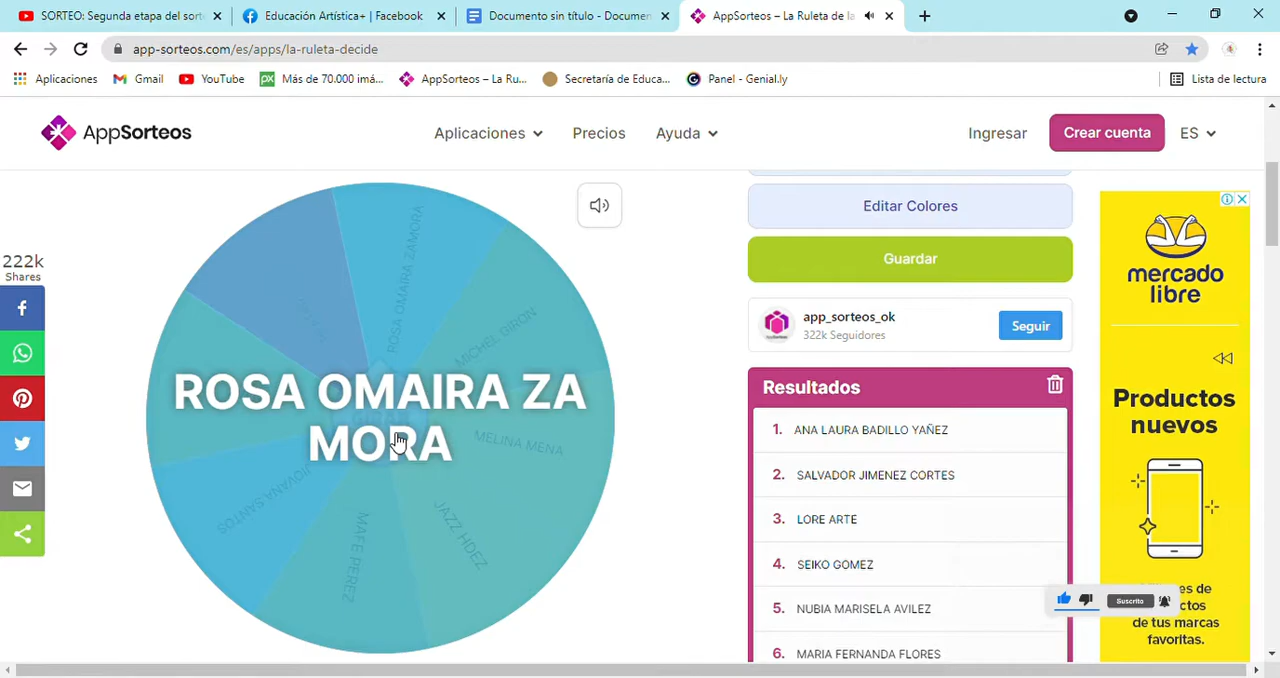 SORTEO: Segunda etapa del sort
Educación Artística+ | Facebook
Documento sin título - Documen
AppSorteos – La Ruleta de la
app-sorteos.com/es/apps/la-ruleta-decide
Aplicaciones
Gmail
YouTube
Más de 70.000 imá...
AppSorteos – La Ru...
Secretaría de Educa...
Panel - Genial.ly
Lista de lectura
AppSorteos
Aplicaciones
Precios
Ayuda
Ingresar
Crear cuenta
ES
222k
Shares
ROSA OMAIRA ZAMORA
MICHEL GIRON
MELINA MENA
JAZZ HDEZ
MAFE PEREZ
JIOVANA SANTOS
ROSA OMAIRA ZA
MORA
Editar Colores
Guardar
app_sorteos_ok
322k Seguidores
Seguir
Resultados
1. ANA LAURA BADILLO YAÑEZ
2. SALVADOR JIMENEZ CORTES
3. LORE ARTE
4. SEIKO GOMEZ
5. NUBIA MARISELA AVILEZ
6. MARIA FERNANDA FLORES
mercado
libre
Productos
nuevos
de
ctos
de tus marcas
favoritas.
Suscrito